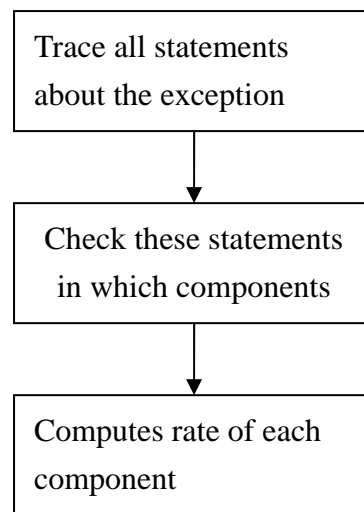 Trace all statements
about the exception
Check these statements
in which components
Computes rate of each
component